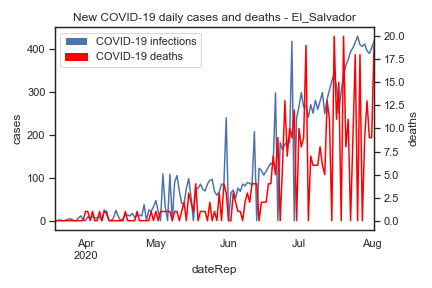 New COVID-19 daily cases and deaths - El_Salvador
COVID-19 infections
COVID-19 deaths
400
300
200
100
0
cases
20.0
17.5
15.0
12.5
10.0
7.5
5.0
2.5
0.0
deaths
Apr
2020
May
Jun
Jul
Aug
dateRep